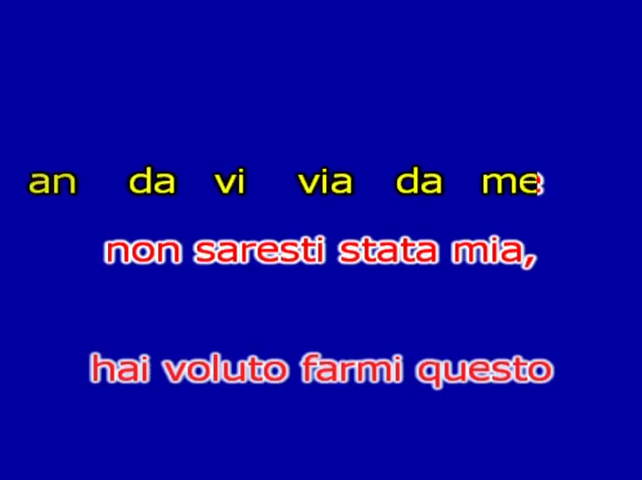 an da vi via da me
non saresti stata mia,
hai voluto farmi questo